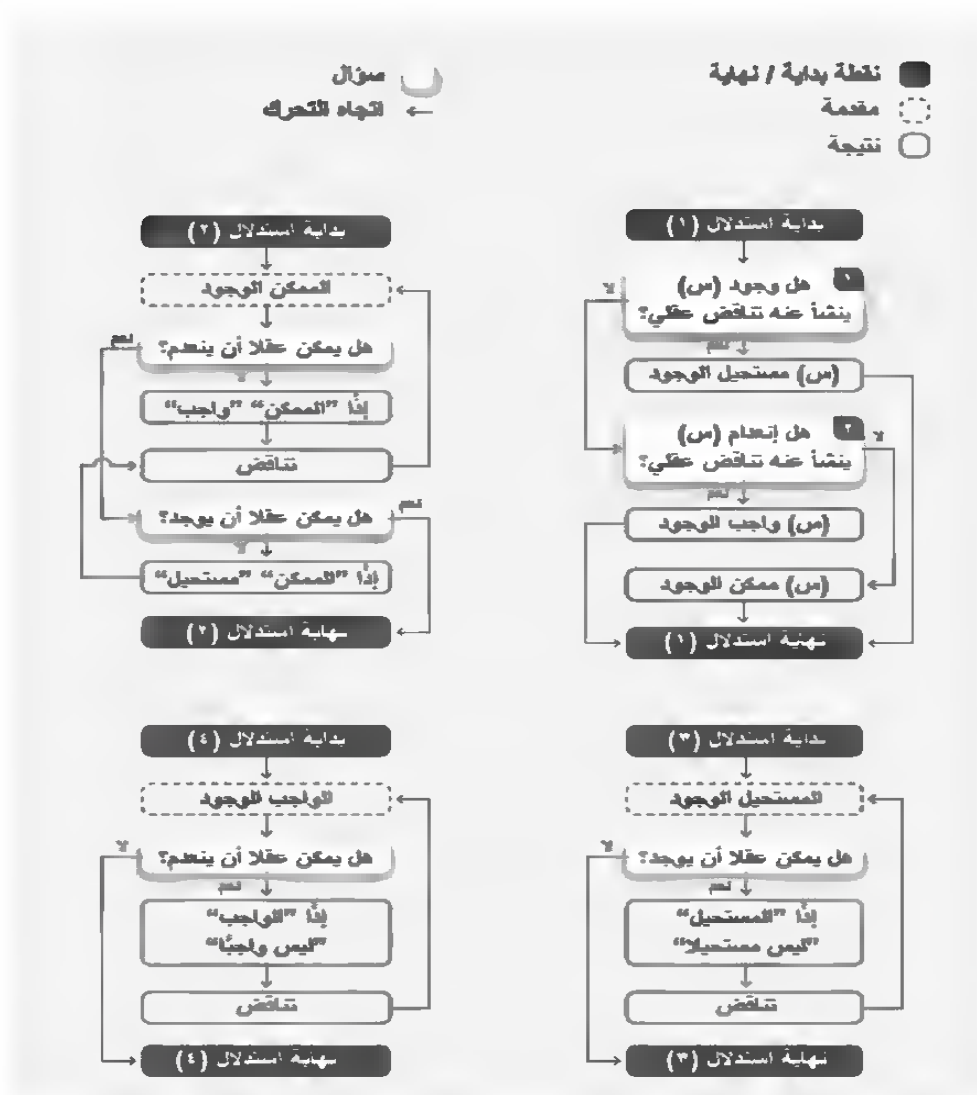 نقطة بداية / نهاية
مقدمة
نتيجة
سؤال
اتجاه التحرك
بداية استدلال (١)
١
هل وجود (س)
ينشأ عنه تناقض عقلي؟
لا
نعم
(س) مستحيل الوجود
٢
هل إنعدام (س)
ينشأ عنه تناقض عقلي؟
لا
نعم
(س) واجب الوجود
(س) ممكن الوجود
نهاية استدلال (١)
بداية استدلال (٢)
الممكن الوجود
هل يمكن عقلا أن ينعدم؟
نعم
لا
إذًا "الممكن" "واجب"
تناقض
هل يمكن عقلا أن يوجد؟
نعم
لا
إذًا "الممكن" "مستحيل"
نهاية استدلال (٢)
بداية استدلال (٣)
المستحيل الوجود
هل يمكن عقلا أن يوجد؟
لا
نعم
إذًا "المستحيل"
"ليس مستحيلا"
تناقض
نهاية استدلال (٣)
بداية استدلال (٤)
الواجب الوجود
هل يمكن عقلا أن ينعدم؟
لا
نعم
إذًا "الواجب"
"ليس واجبًا"
تناقض
نهاية استدلال (٤)